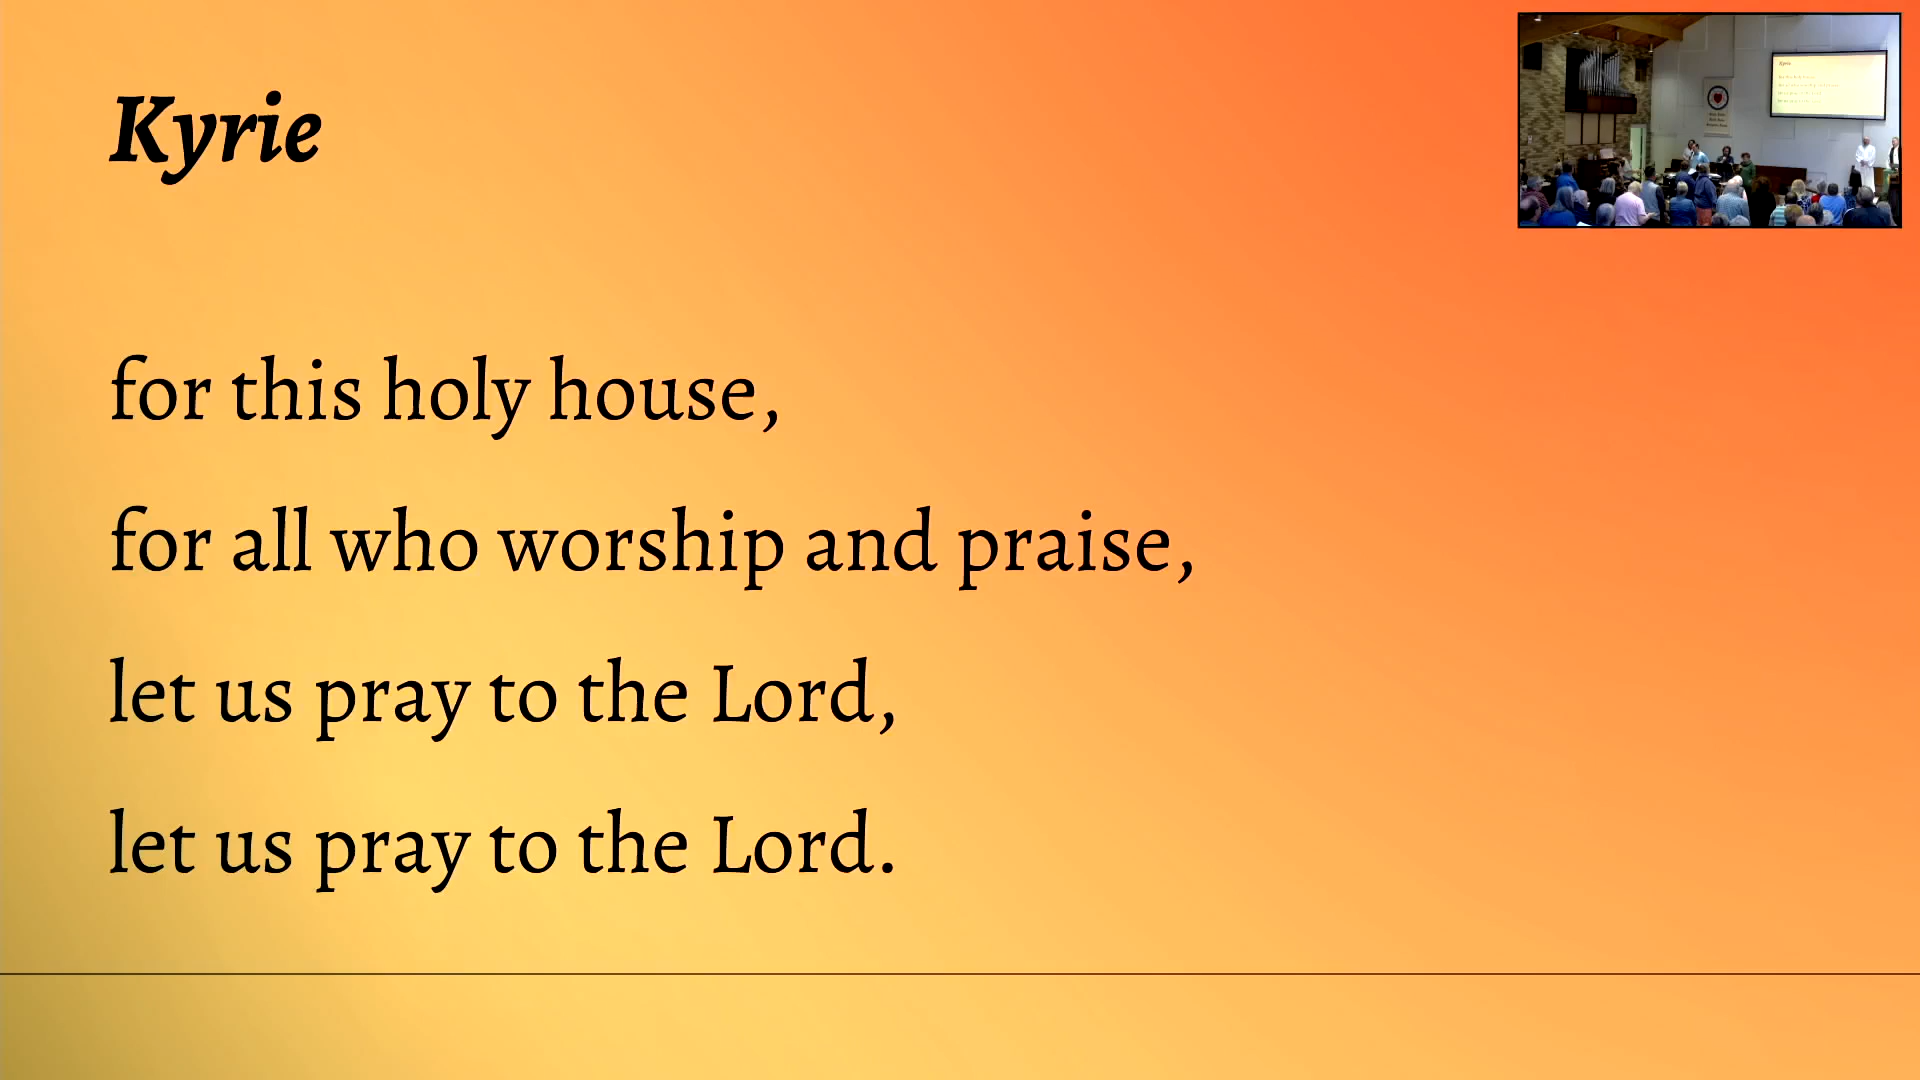 Kyrie
for this holy house,
for all who worship and praise,
let us pray to the Lord,
let us pray to the Lord.
Kyrie